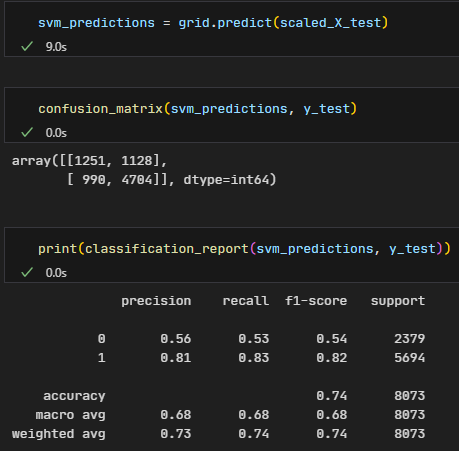 svm_predictions = grid.predict(scaled_X_test)
✓ 9.0s
confusion_matrix(svm_predictions, y_test)
✓ 0.0s
array([[1251, 1128],
       [ 990, 4704]], dtype=int64)
print(classification_report(svm_predictions, y_test))
✓ 0.0s
              precision    recall  f1-score   support
           0       0.56      0.53      0.54      2379
           1       0.81      0.83      0.82      5694
    accuracy                           0.74      8073
   macro avg       0.68      0.68      0.68      8073
weighted avg       0.73      0.74      0.74      8073